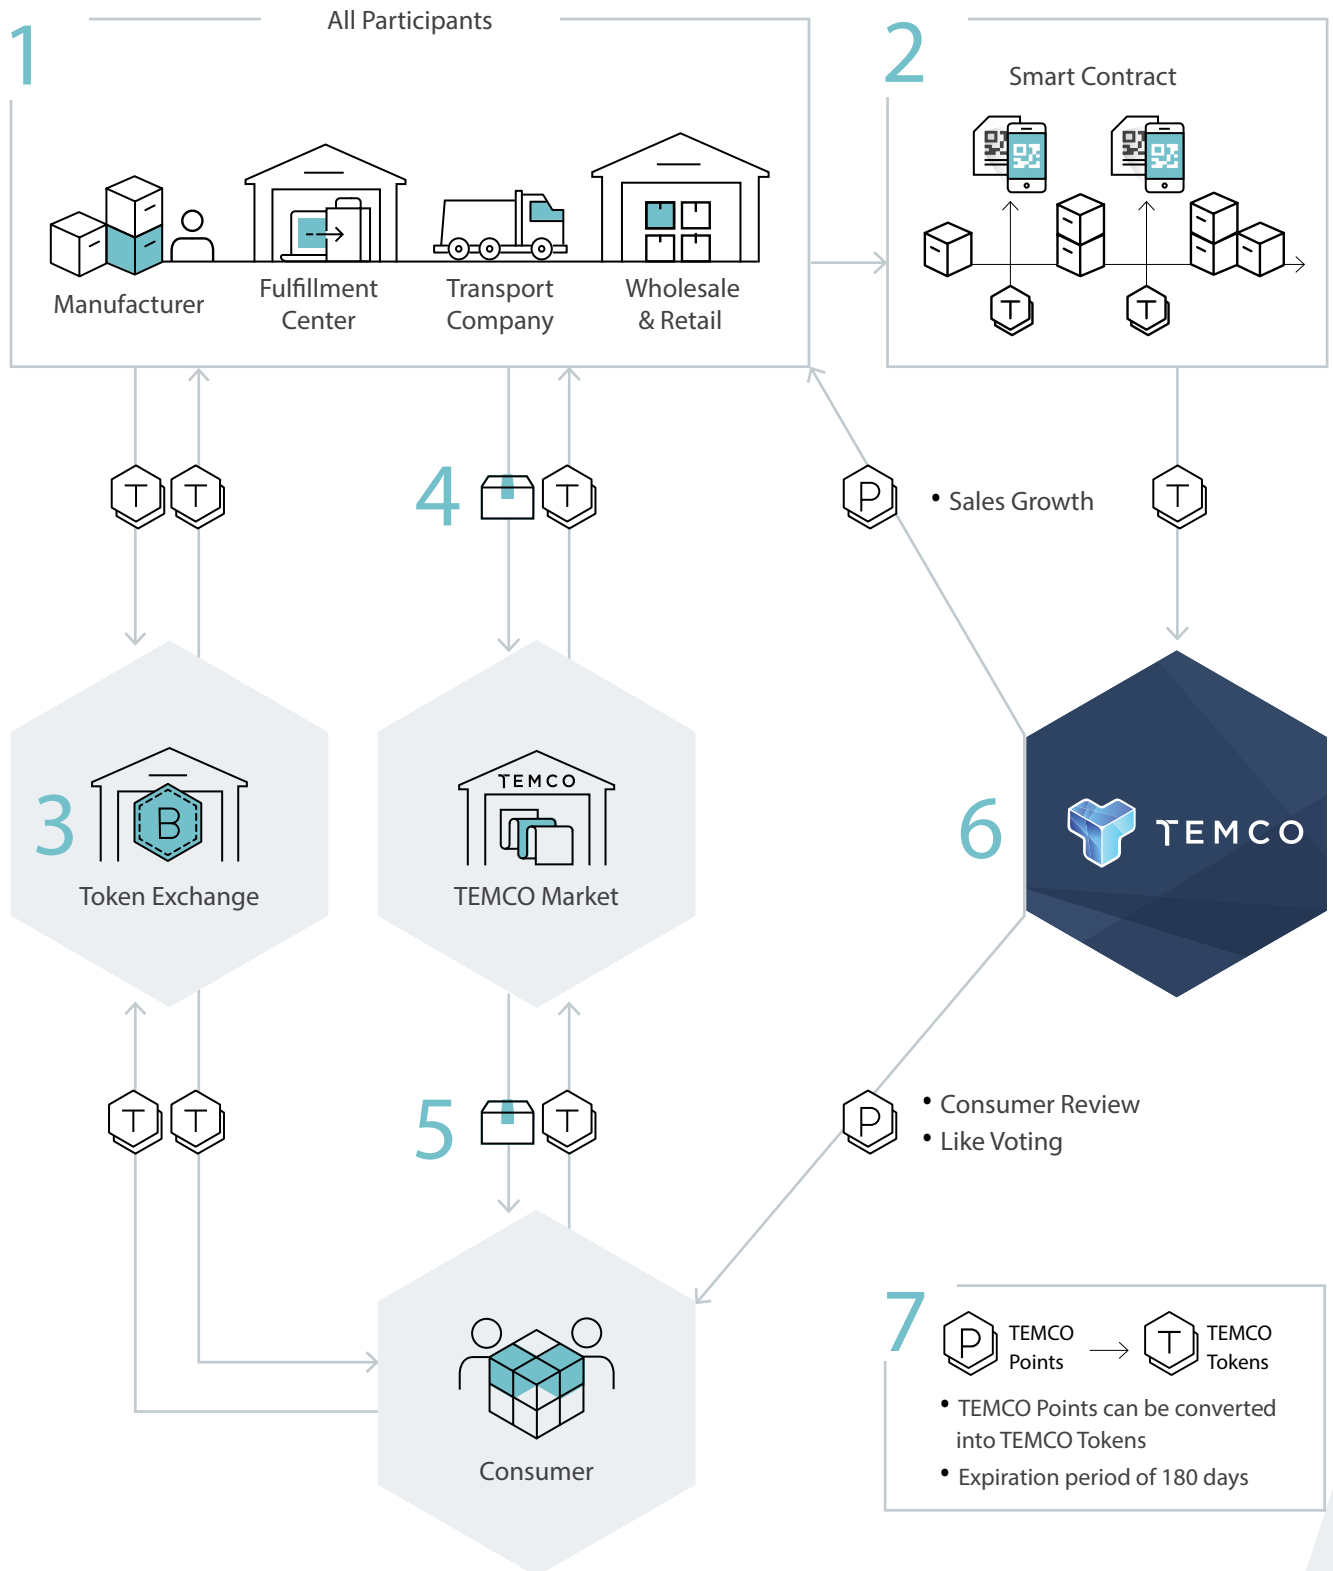 1
All Participants
Manufacturer
Fulfillment
Center
Transport
Company
Wholesale
& Retail
2
Smart Contract
T
T
T
T
4
T
P
• Sales Growth
T
3
B
Token Exchange
TEMCO
TEMCO Market
6
TEMCO
T
T
5
T
P
• Consumer Review
• Like Voting
Consumer
7
P
TEMCO
Points
T
TEMCO
Tokens
• TEMCO Points can be converted
into TEMCO Tokens
• Expiration period of 180 days